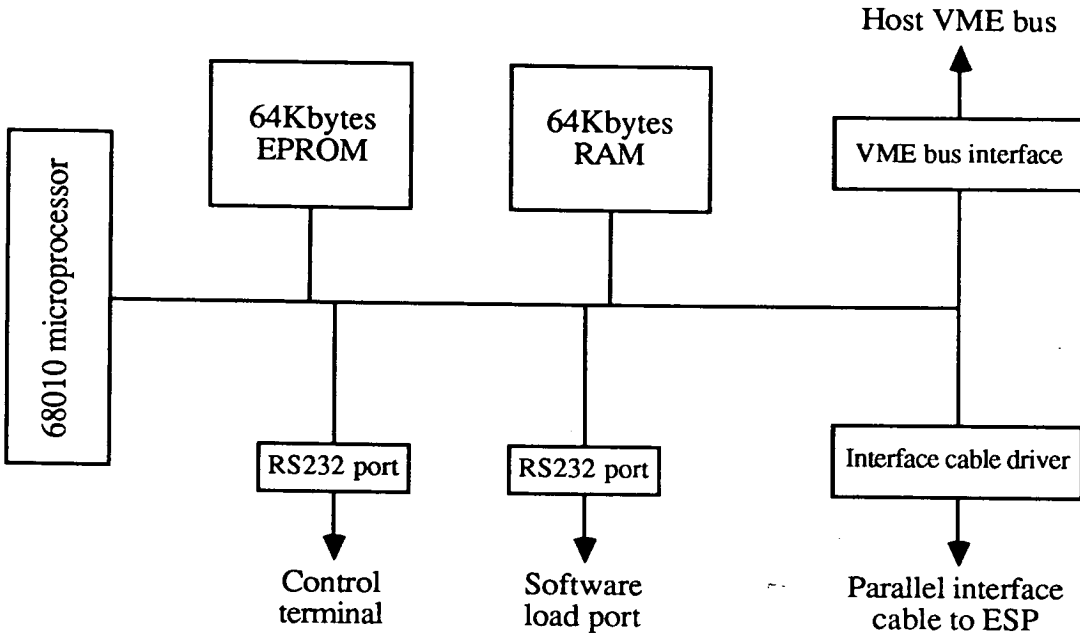 Host VME bus
64Kbytes
EPROM
64Kbytes
RAM
VME bus interface
68010 microprocessor
RS232 port
RS232 port
Interface cable driver
Control
terminal
Software
load port
Parallel interface
cable to ESP